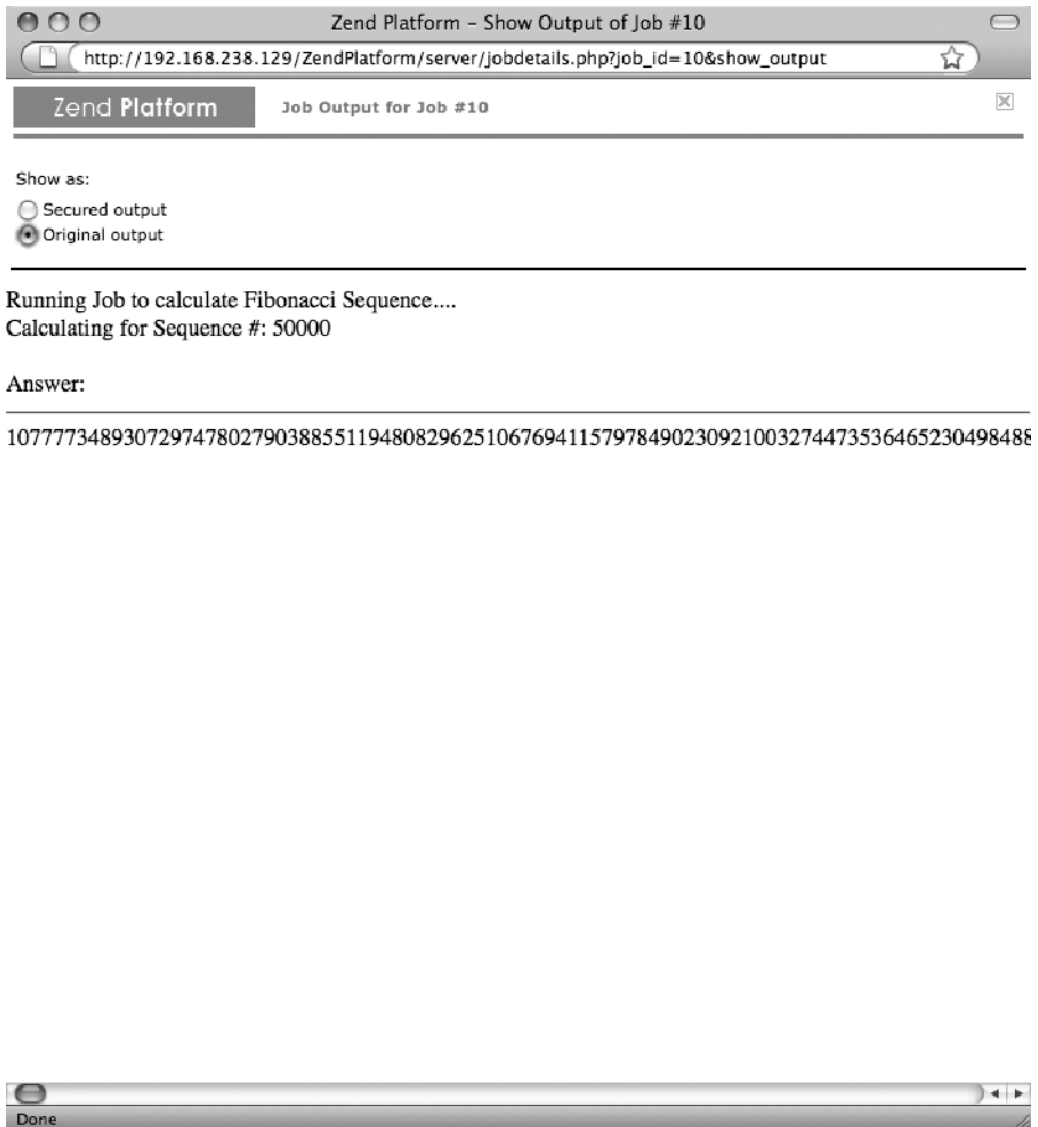 Zend Platform – Show Output of Job #10
http://192.168.238.129/ZendPlatform/server/jobdetails.php?job_id=10&show_output
Zend Platform
Job Output for Job #10
Show as:
Secured output
Original output
Running Job to calculate Fibonacci Sequence....
Calculating for Sequence #: 50000
Answer:
1077773489307297478027903885511948082962510676941157978490230921003274473536465230498488
Done